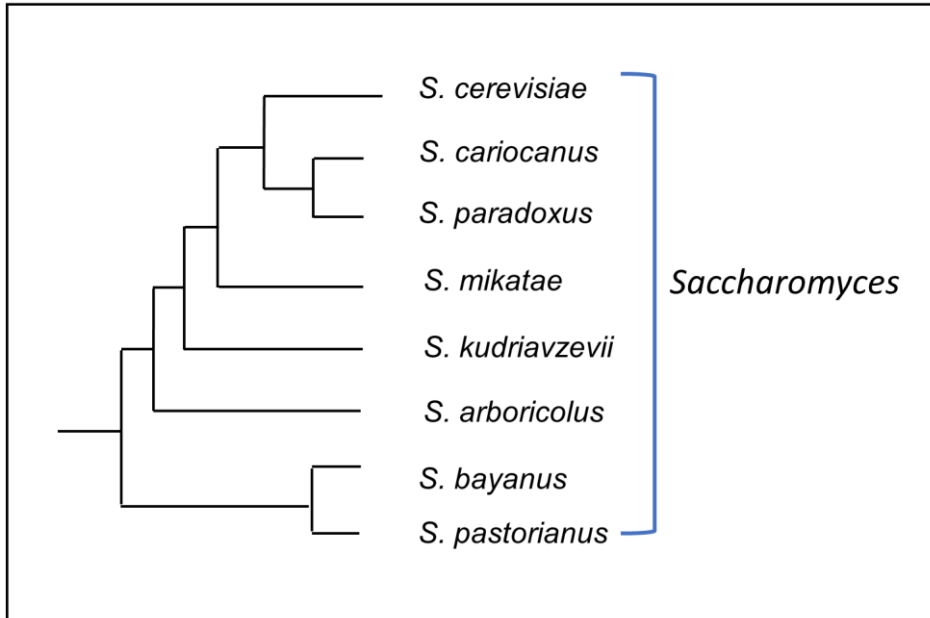 S. cerevisiae
S. cariocanus
S. paradoxus
S. mikatae
Saccharomyces
S. kudriavzevii
S. arboricolus
S. bayanus
S. pastorianus